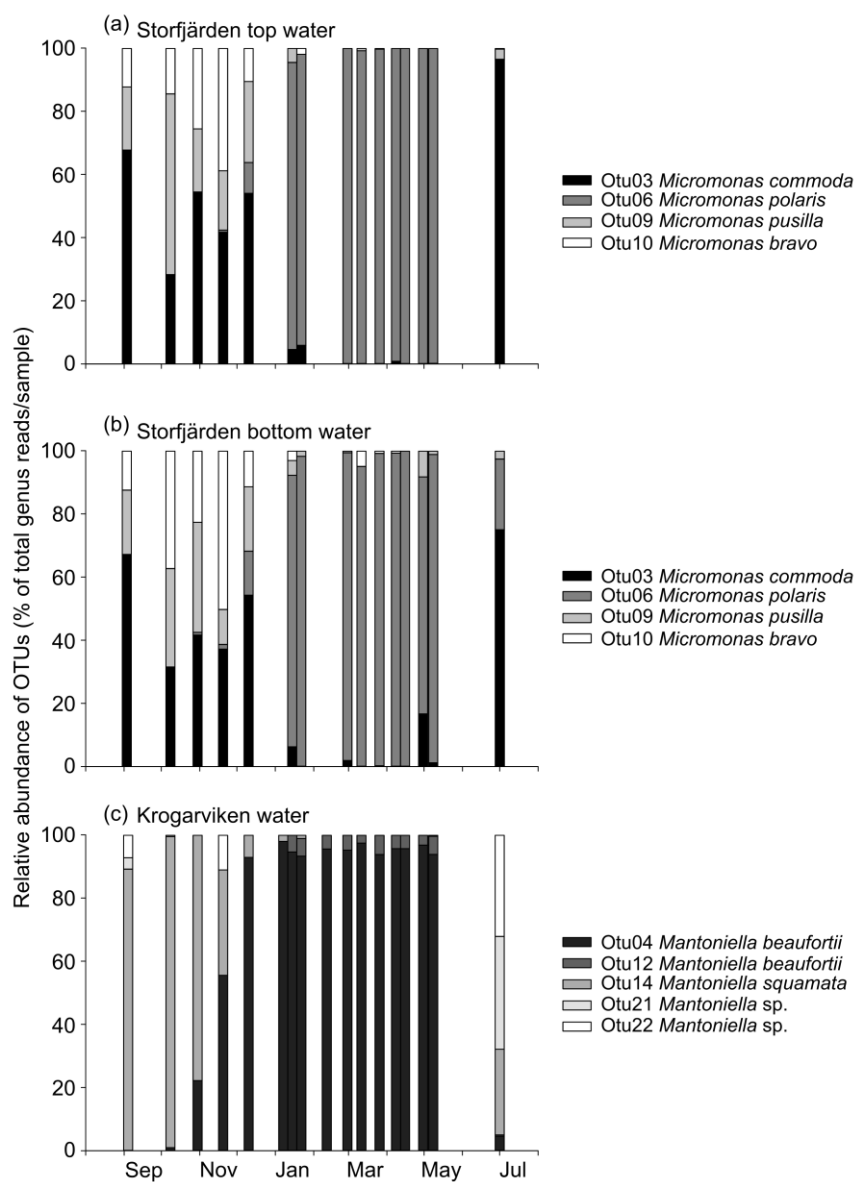 (a) Storfjärden top water
100
80
60
40
20
0
Otu03 Micromonas commoda
Otu06 Micromonas polaris
Otu09 Micromonas pusilla
Otu10 Micromonas bravo
Relative abundance of OTUs (% of total genus reads/sample)
(b) Storfjärden bottom water
100
80
60
40
20
0
Otu03 Micromonas commoda
Otu06 Micromonas polaris
Otu09 Micromonas pusilla
Otu10 Micromonas bravo
(c) Krogarviken water
100
80
60
40
20
0
Otu04 Mantoniella beaufortii
Otu12 Mantoniella beaufortii
Otu14 Mantoniella squamata
Otu21 Mantoniella sp.
Otu22 Mantoniella sp.
Sep Nov Jan Mar May Jul